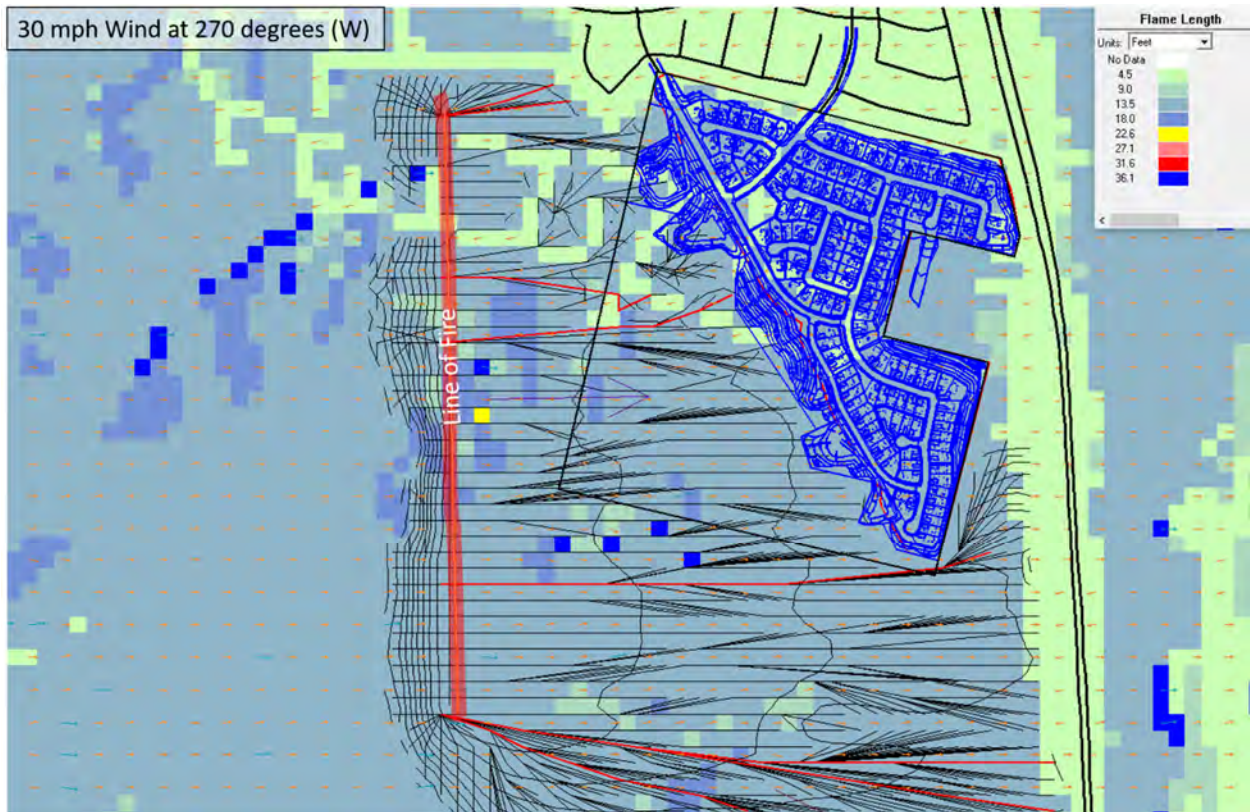 30 mph Wind at 270 degrees (W)
Flame Length
Units: Feet
No Data
4.5
9.0
13.5
18.0
22.6
27.1
31.6
36.1
Line of Fire